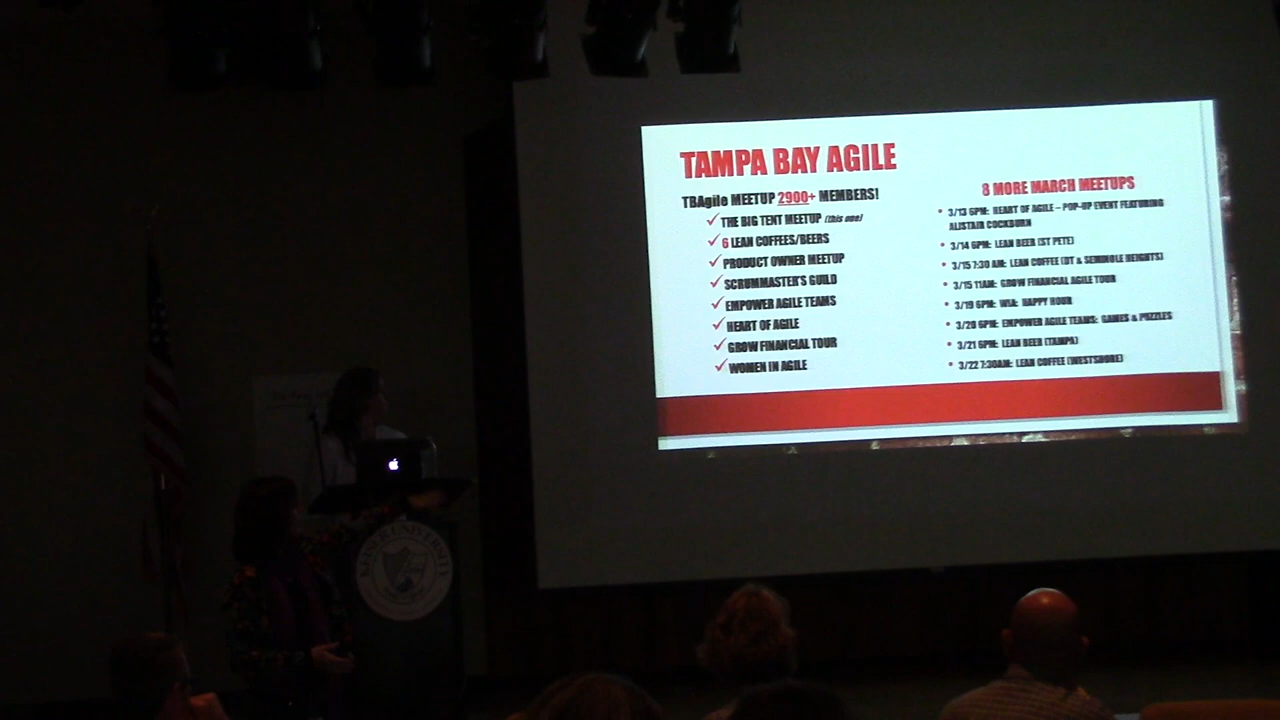 TAMPA BAY AGILE
TBAgile MEETUP 2900+ MEMBERS!
THE BIG TENT MEETUP (this one)
6 LEAN COFFEES/BEERS
PRODUCT OWNER MEETUP
SCRUMMASTER'S GUILD
EMPOWER AGILE TEAMS
HEART OF AGILE
GROW FINANCIAL TOUR
WOMEN IN AGILE
8 MORE MARCH MEETUPS
3/13 6PM: HEART OF AGILE – POP-UP EVENT FEATURING
ALISTAIR COCKBURN
3/14 6PM: LEAN BEER (ST PETE)
3/15 7:30 AM: LEAN COFFEE (DT & SEMINOLE HEIGHTS)
3/15 11AM: GROW FINANCIAL AGILE TOUR
3/19 6PM: WIA: HAPPY HOUR
3/20 6PM: EMPOWER AGILE TEAMS: GAMES & PUZZLES
3/21 6PM: LEAN BEER (TAMPA)
3/22 7:30AM: LEAN COFFEE (WESTSHORE)
KEISER UNIVERSITY